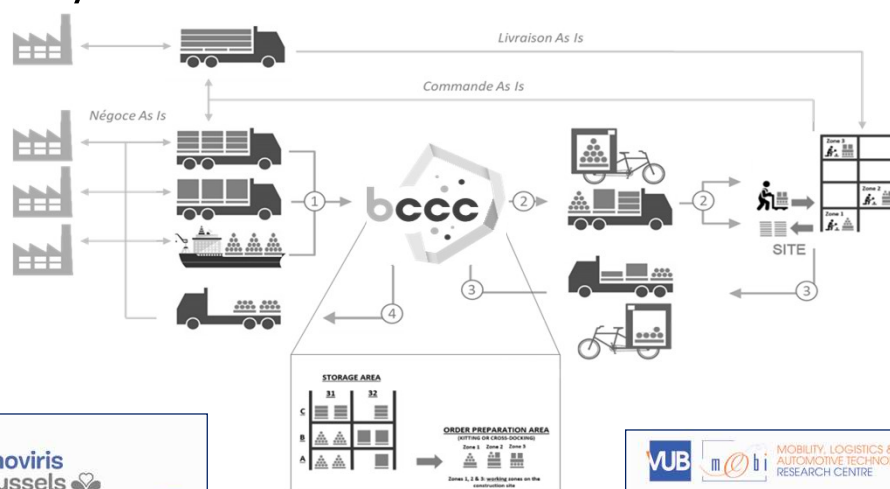 Livraison As Is
Commande As Is
Négoce As Is
Zone 3
Zone 2
Zone 1
1
bccc
2
2
SITE
3
3
4
STORAGE AREA
31 32
C
B
A
ORDER PREPARATION AREA
(KITTING OR CROSS-DOCKING)
Zone 1 Zone 2 Zone 3
Zones 1, 2 & 3: working zones on the
construction site
noviris
ussels
VUB
mobi
MOBILITY, LOGISTICS &
AUTOMOTIVE TECHNO
RESEARCH CENTRE